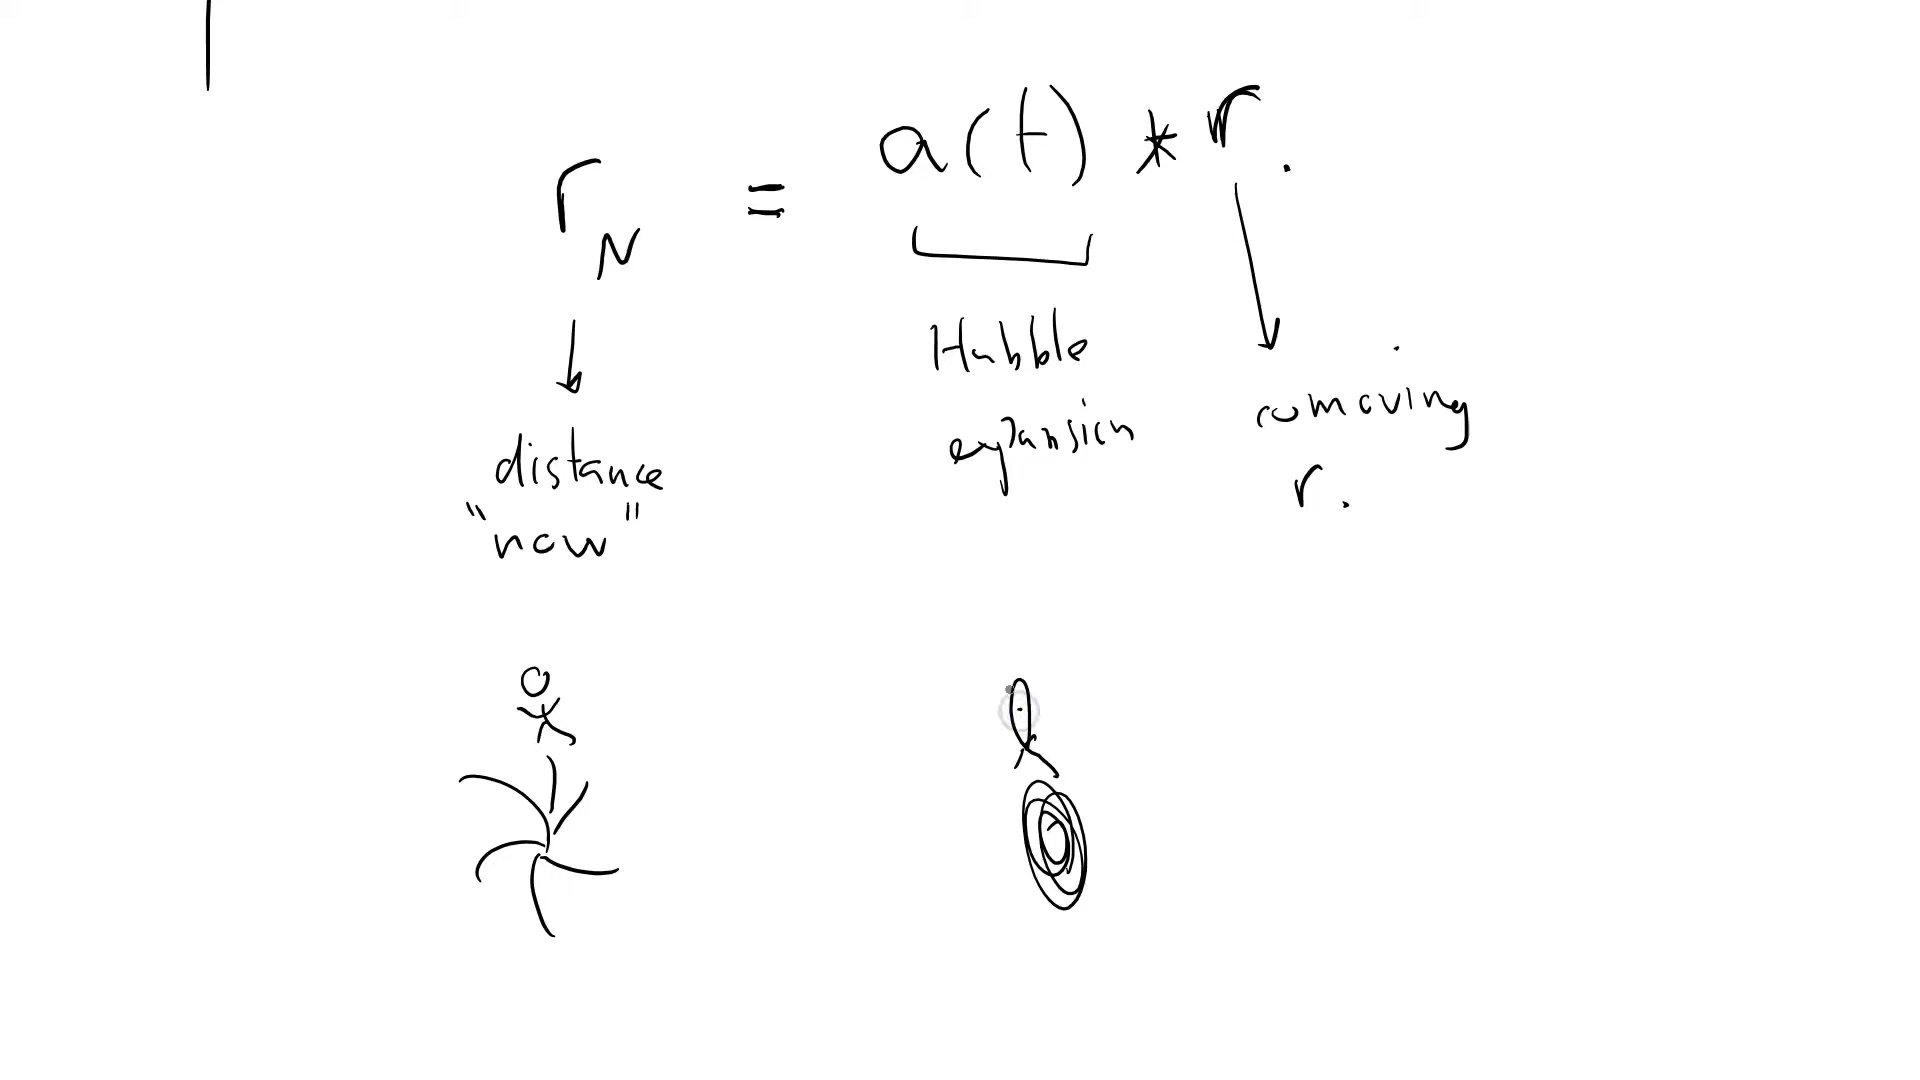 r_N = a(t) * r.
Hubble
expansion
comoving
r.
distance
"now"